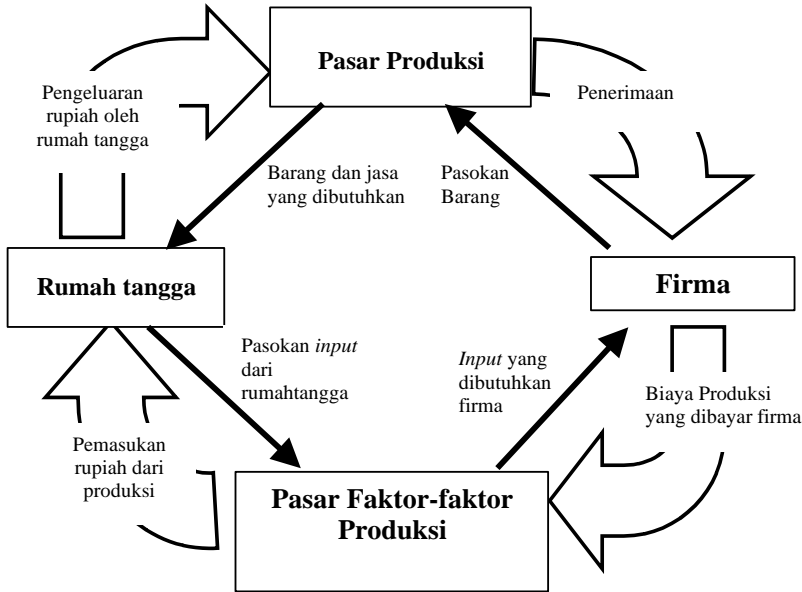 Pasar Produksi
Pengeluaran
rupiah oleh
rumah tangga
Penerimaan
Barang dan jasa
yang dibutuhkan
Pasokan
Barang
Rumah tangga
Firma
Pasokan input
dari
rumahtangga
Input yang
dibutuhkan
firma
Biaya Produksi
yang dibayar firma
Pemasukan
rupiah dari
produksi
Pasar Faktor-faktor
Produksi